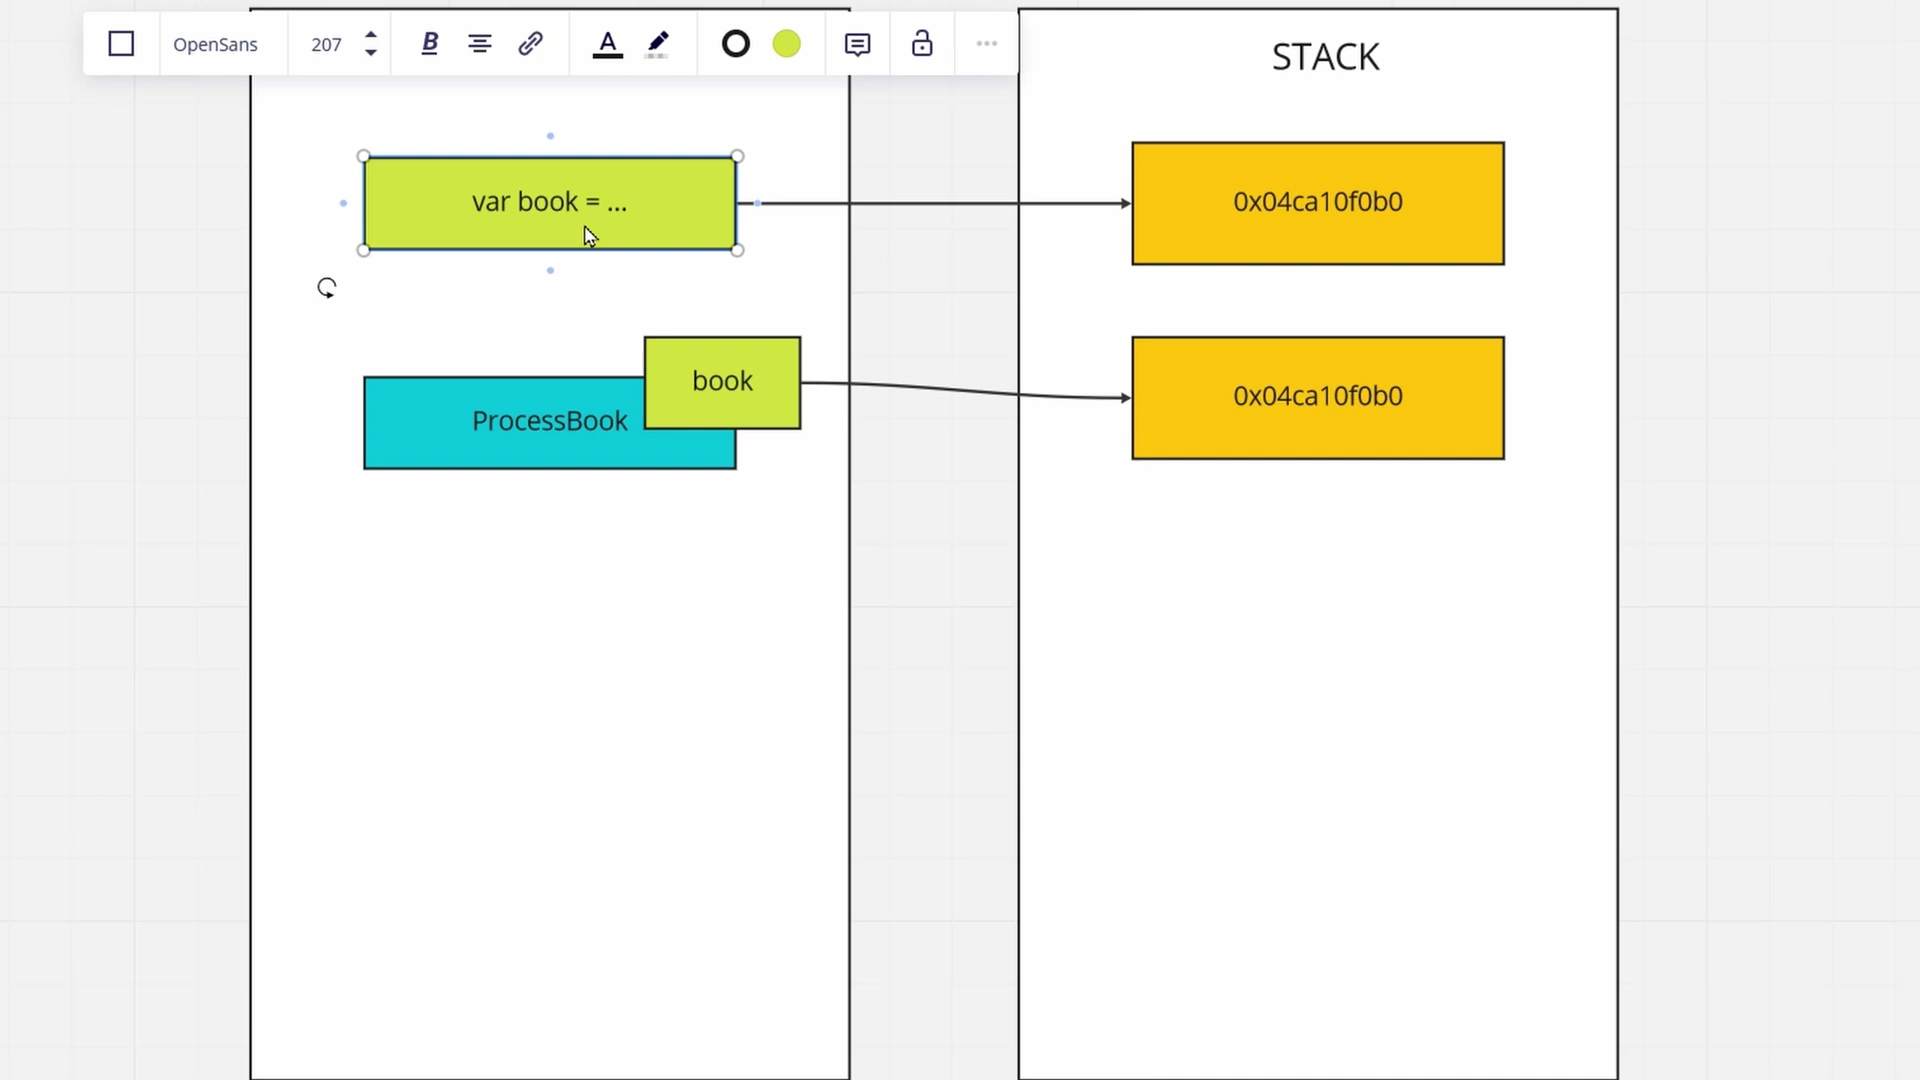 OpenSans 207 B A
STACK
var book = ...
0x04ca10f0b0
book
ProcessBook
0x04ca10f0b0